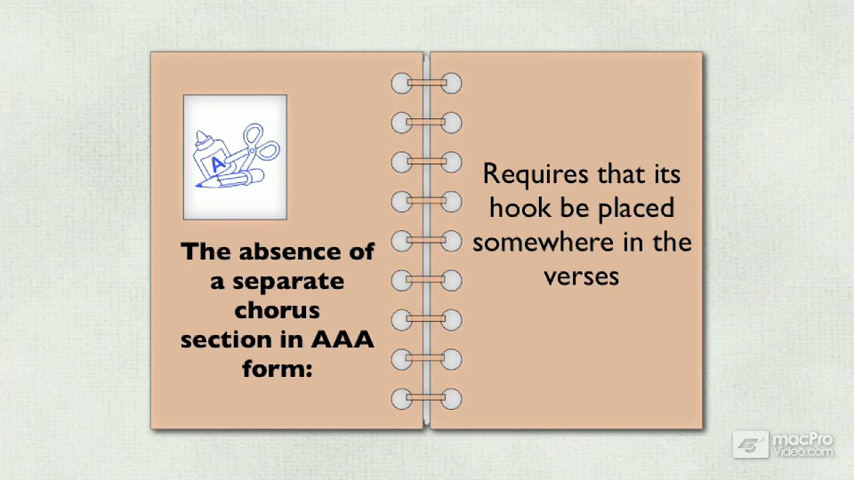 A
The absence of
a separate
chorus
section in AAA
form:
Requires that its
hook be placed
somewhere in the
verses
macPro
Video.com